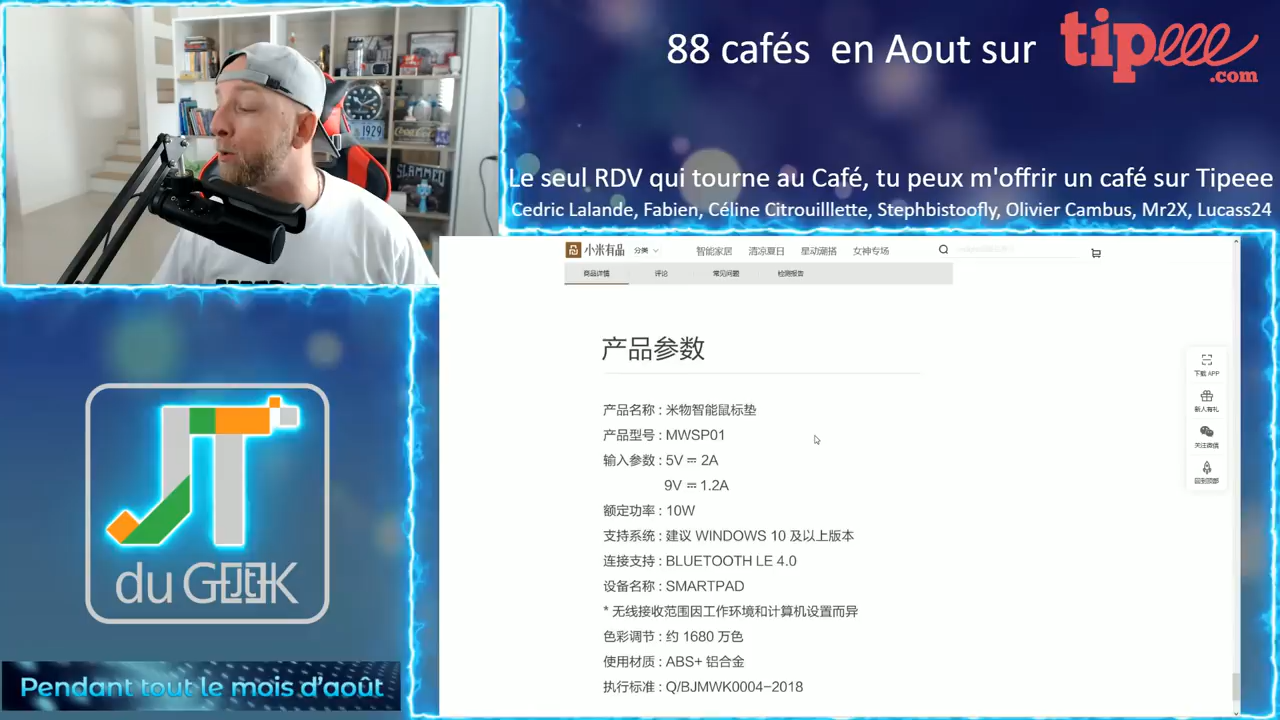 88 cafés en Aout sur
tipeee
.com
Le seul RDV qui tourne au Café, tu peux m'offrir un café sur Tipeee
Cedric Lalande, Fabien, Céline Citrouilllette, Stephbistoofly, Olivier Cambus, Mr2X, Lucass24
1929
SLAMMED
小米有品 分类 智能家居 清凉夏日 星动潮搭 女神专场
商品详情 评论 常见问题 检测报告
产品参数
产品名称 : 米物智能鼠标垫
产品型号 : MWSP01
输入参数 : 5V ⎓ 2A
9V ⎓ 1.2A
额定功率 : 10W
支持系统 : 建议 WINDOWS 10 及以上版本
连接支持 : BLUETOOTH LE 4.0
设备名称 : SMARTPAD
* 无线接收范围因工作环境和计算机设置而异
色彩调节 : 约 1680 万色
使用材质 : ABS+ 铝合金
执行标准 : Q/BJMWK0004-2018
下载 APP
新人有礼
关注微信
回到顶部
JT
du GEEK
Pendant tout le mois d'août